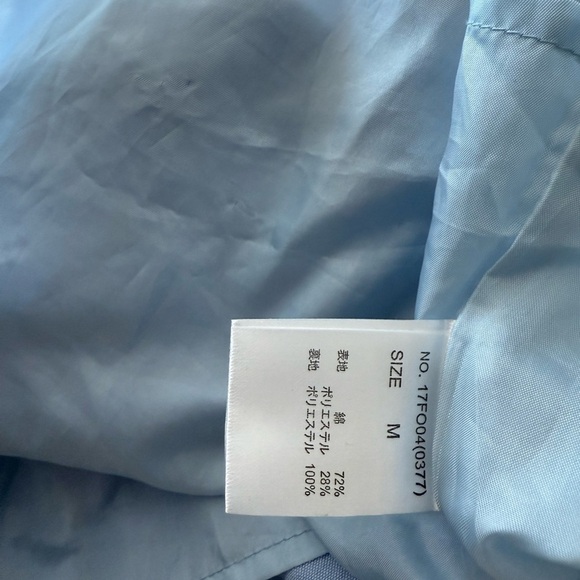 NO. 17FO04(0377)
SIZE M
表地 綿 72%
ポリエステル 28%
裏地 ポリエステル 100%